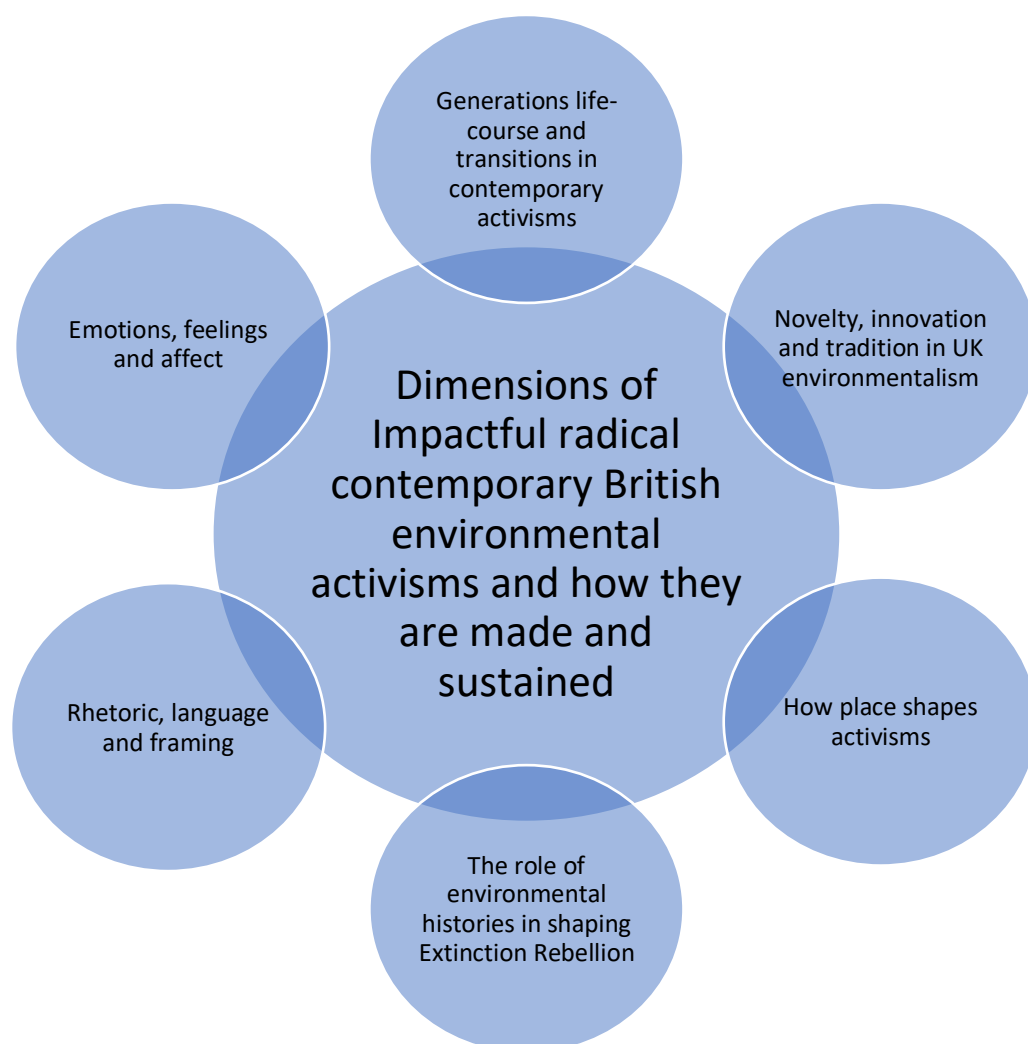 Generations life-
course and
transitions in
contemporary
activisms
Novelty, innovation
and tradition in UK
environmentalism
Emotions, feelings
and affect
Dimensions of
Impactful radical
contemporary British
environmental
activisms and how they
are made and
sustained
Rhetoric, language
and framing
How place shapes
activisms
The role of
environmental
histories in shaping
Extinction Rebellion